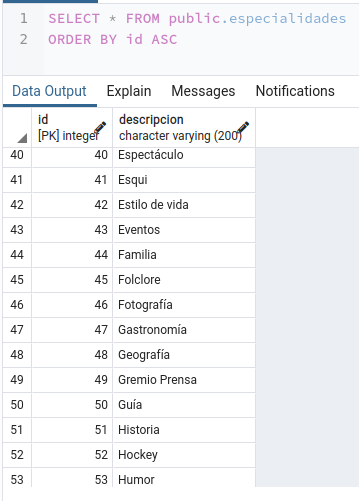 1 SELECT * FROM public.especialidades
2 ORDER BY id ASC
Data Output Explain Messages Notifications
id descripcion
[PK] integer character varying (200)
40 40 Espectáculo
41 41 Esqui
42 42 Estilo de vida
43 43 Eventos
44 44 Familia
45 45 Folclore
46 46 Fotografía
47 47 Gastronomía
48 48 Geografía
49 49 Gremio Prensa
50 50 Guía
51 51 Historia
52 52 Hockey
53 53 Humor